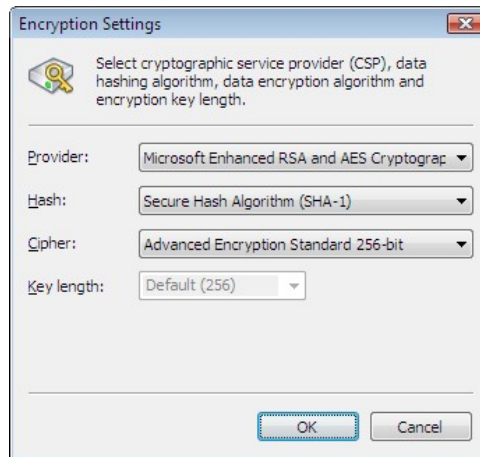 Encryption Settings
Select cryptographic service provider (CSP), data
hashing algorithm, data encryption algorithm and
encryption key length.
Provider: Microsoft Enhanced RSA and AES Cryptograp
Hash: Secure Hash Algorithm (SHA-1)
Cipher: Advanced Encryption Standard 256-bit
Key length: Default (256)
OK Cancel